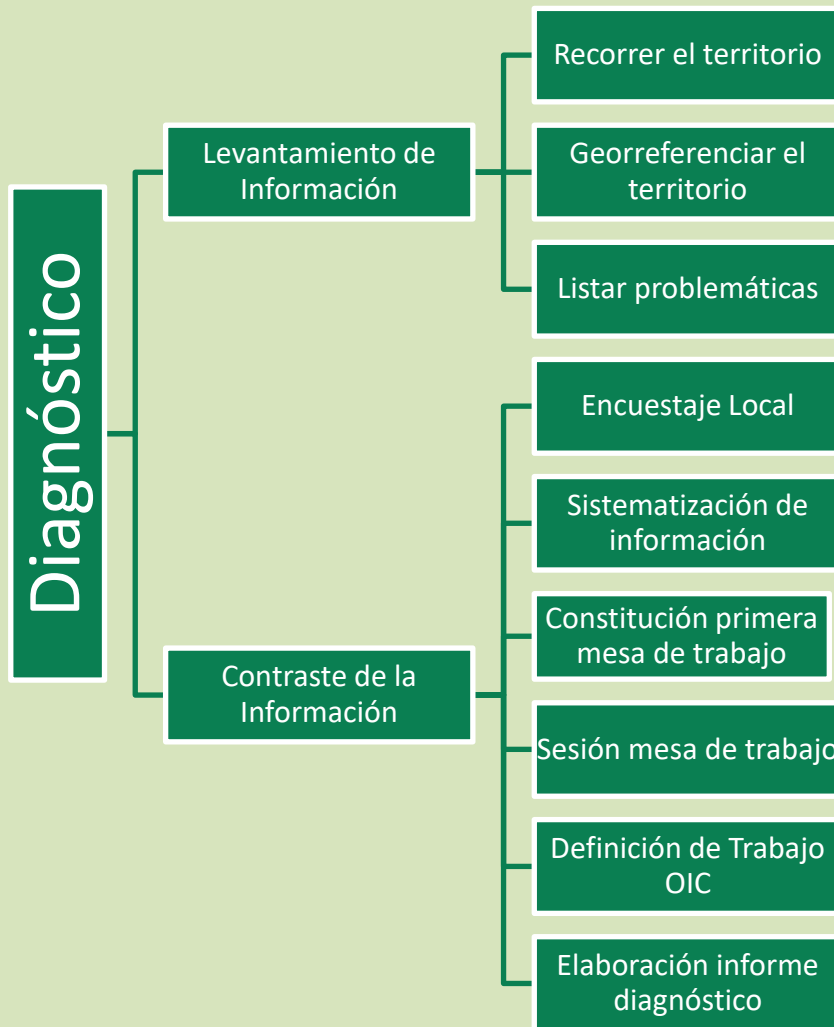 Diagnóstico
Levantamiento de
Información
Recorrer el territorio
Georreferenciar el
territorio
Listar problemáticas
Contraste de la
Información
Encuestaje Local
Sistematización de
información
Constitución primera
mesa de trabajo
Sesión mesa de trabajo
Definición de Trabajo
OIC
Elaboración informe
diagnóstico